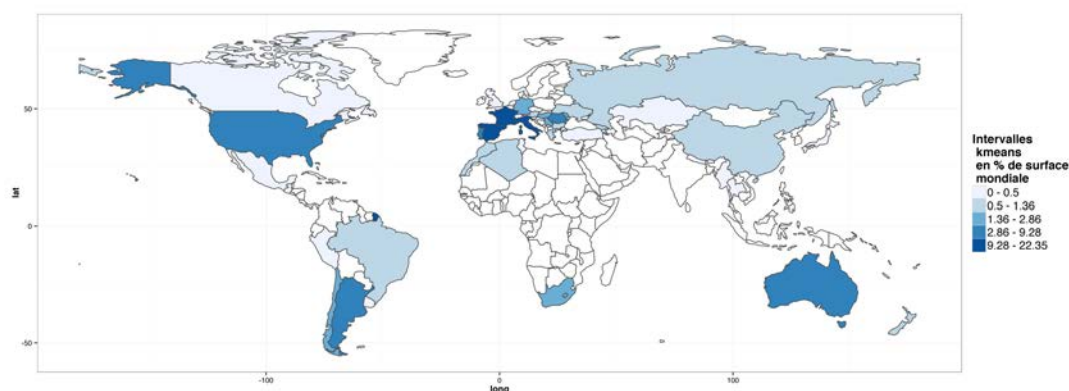 50
0
-50
lat
-100
0
100
long
Intervalles
kmeans
en % de surface
mondiale
0 - 0.5
0.5 - 1.36
1.36 - 2.86
2.86 - 9.28
9.28 - 22.35